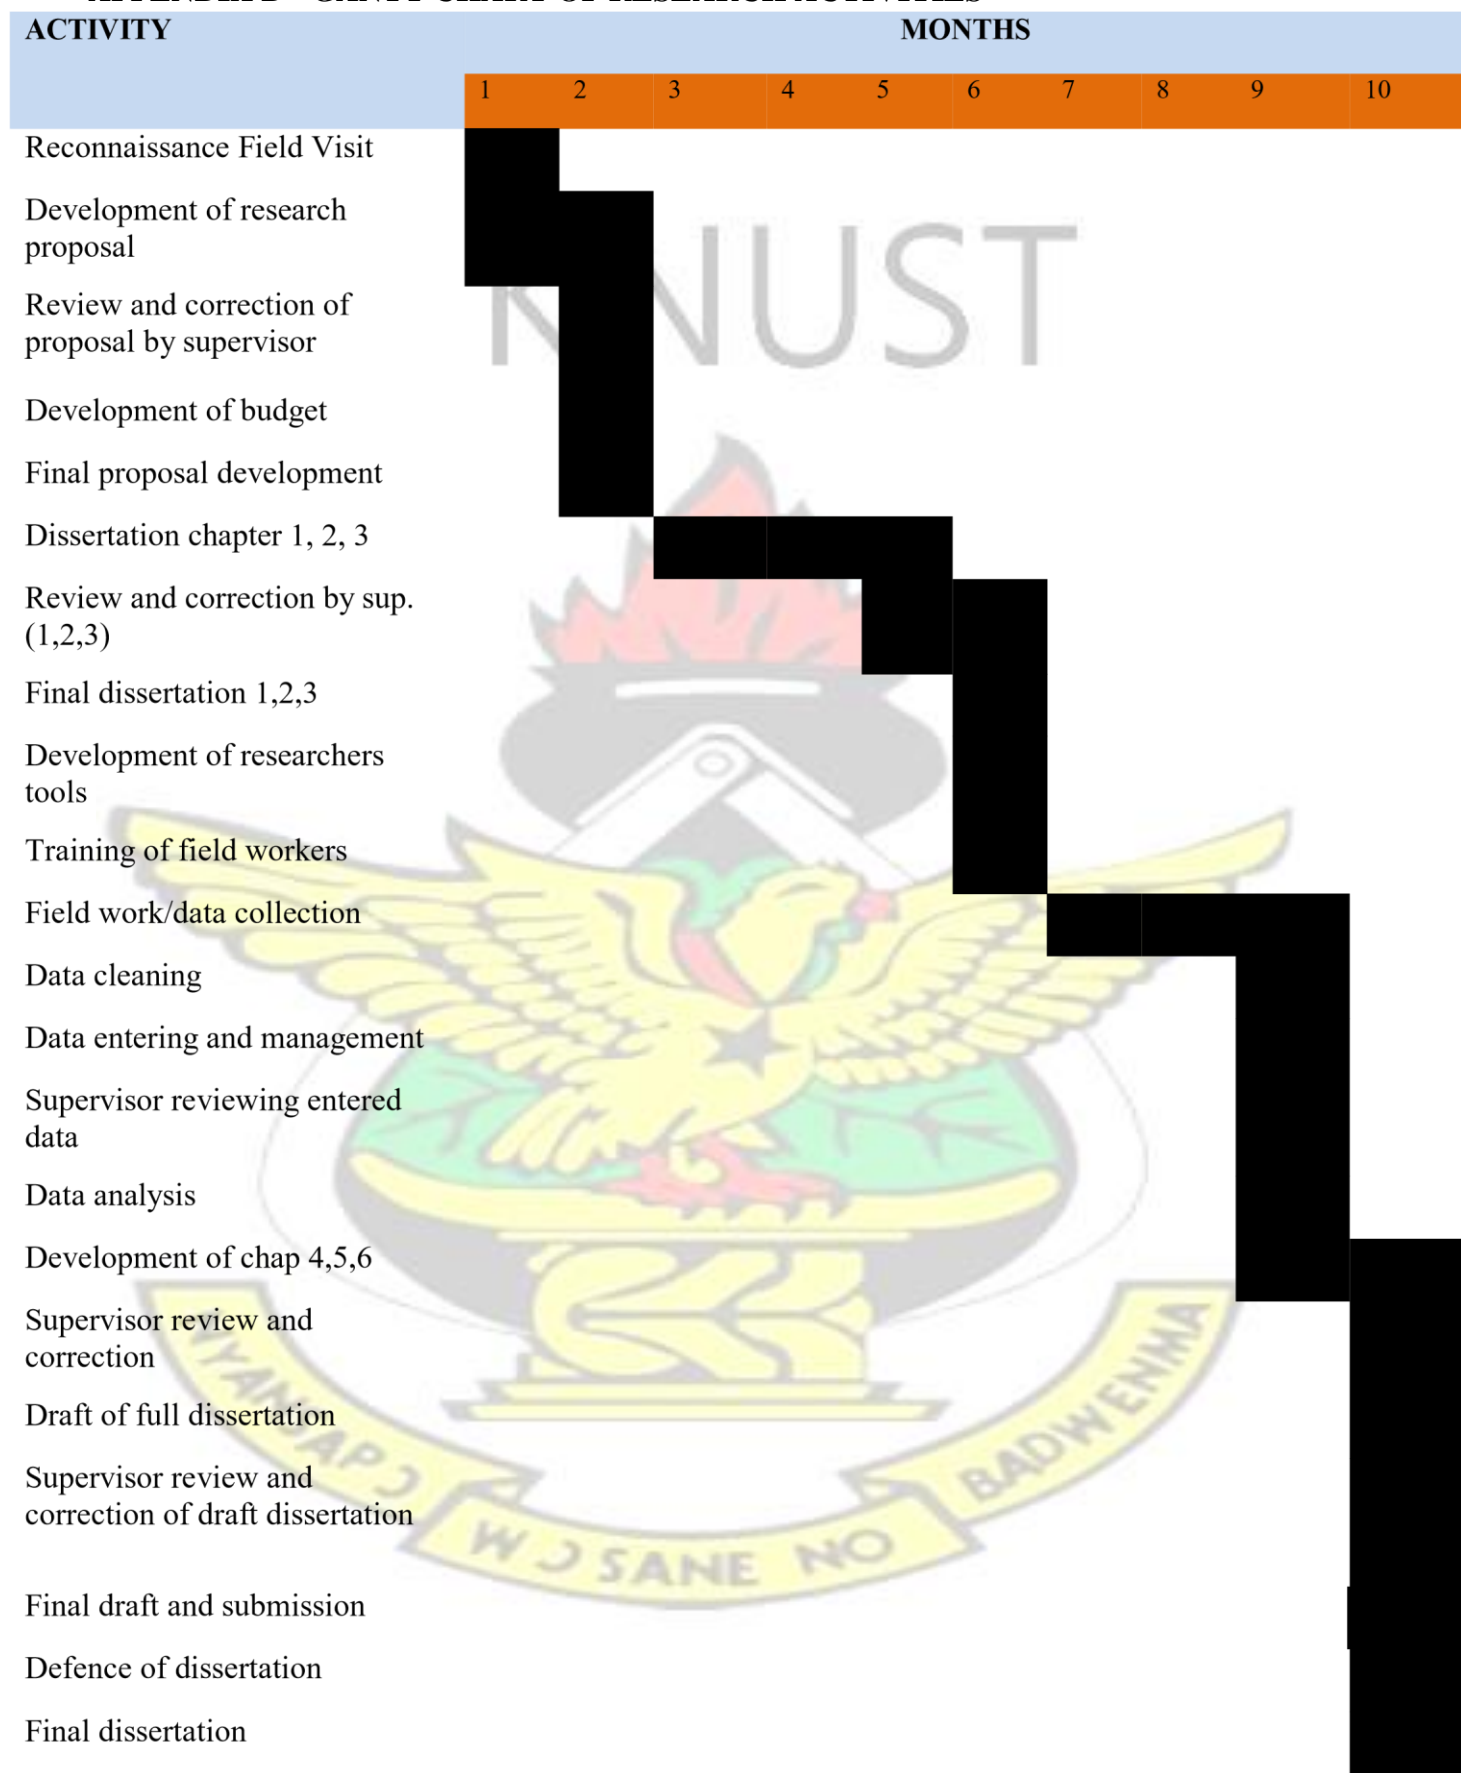 ACTIVITY MONTHS
1 2 3 4 5 6 7 8 9 10
Reconnaissance Field Visit
Development of research
proposal
Review and correction of
proposal by supervisor
Development of budget
Final proposal development
Dissertation chapter 1, 2, 3
Review and correction by sup.
(1,2,3)
Final dissertation 1,2,3
Development of researchers
tools
Training of field workers
Field work/data collection
Data cleaning
Data entering and management
Supervisor reviewing entered
data
Data analysis
Development of chap 4,5,6
Supervisor review and
correction
Draft of full dissertation
Supervisor review and
correction of draft dissertation
Final draft and submission
Defence of dissertation
Final dissertation
KNUST
NYANSAPƆ
WƆSANE NO
BADWENMA